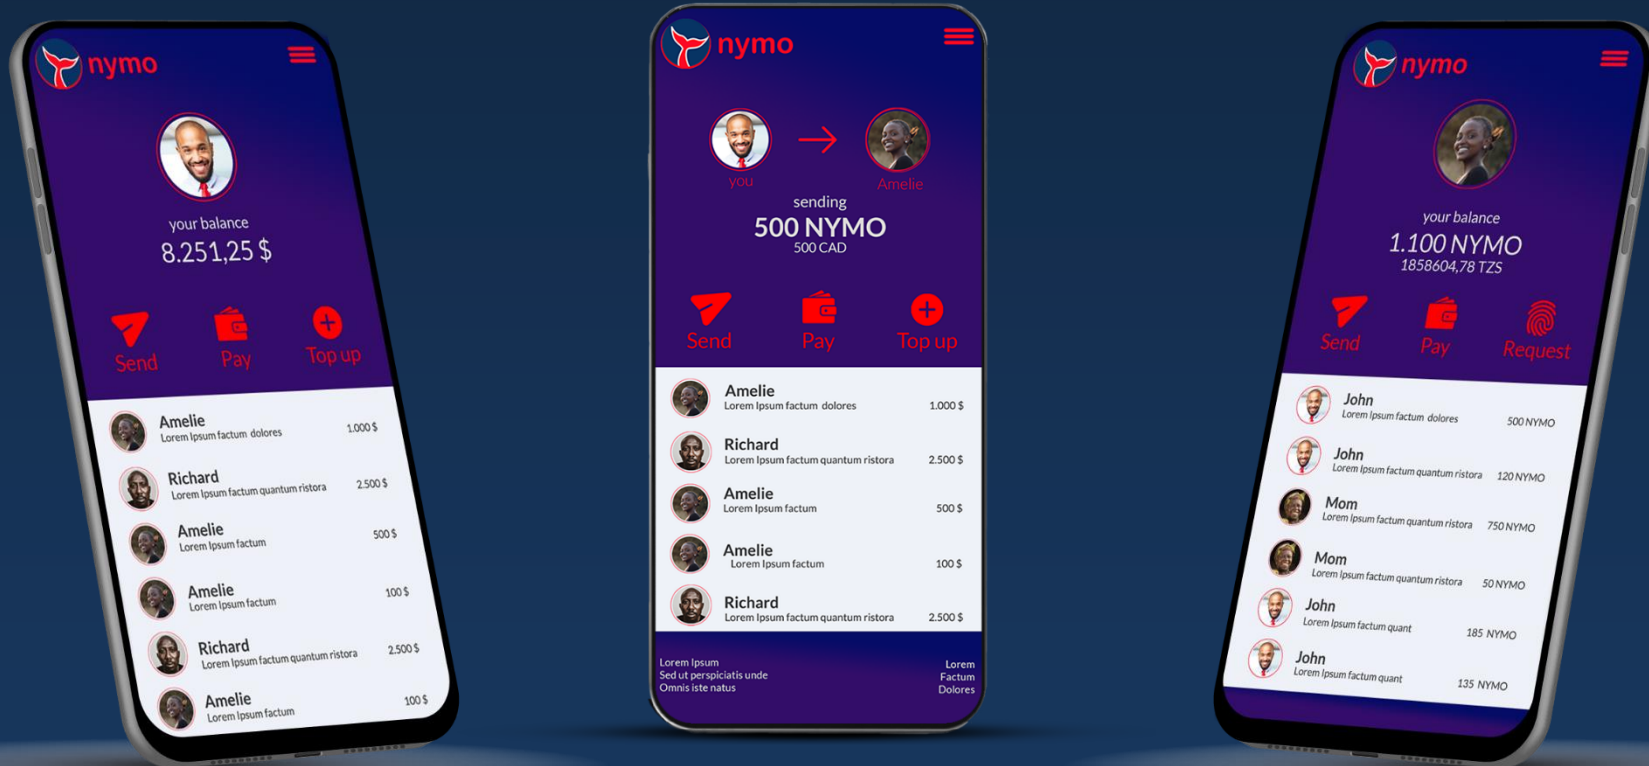 nymo
your balance
8.251,25 $
Send Pay Top up
Amelie
Lorem Ipsum factum dolores 1.000 $
Richard
Lorem Ipsum factum quantum ristora 2.500 $
Amelie
Lorem Ipsum factum 500 $
Amelie
Lorem Ipsum factum 100 $
Richard
Lorem Ipsum factum quantum ristora 2.500 $
Amelie
Lorem Ipsum factum 100 $
nymo
you Amelie
sending
500 NYMO
500 CAD
Send Pay Top up
Amelie
Lorem Ipsum factum dolores 1.000 $
Richard
Lorem Ipsum factum quantum ristora 2.500 $
Amelie
Lorem Ipsum factum 500 $
Amelie
Lorem Ipsum factum 100 $
Richard
Lorem Ipsum factum quantum ristora 2.500 $
Lorem Ipsum Lorem
Sed ut perspiciatis unde Factum
Omnis iste natus Dolores
nymo
your balance
1.100 NYMO
1858604,78 TZS
Send Pay Request
John
Lorem Ipsum factum dolores 500 NYMO
John
Lorem Ipsum factum quantum ristora 120 NYMO
Mom
Lorem Ipsum factum quantum ristora 750 NYMO
Mom
Lorem Ipsum factum quantum ristora 50 NYMO
John
Lorem Ipsum factum quant 185 NYMO
John
Lorem Ipsum factum quant 135 NYMO